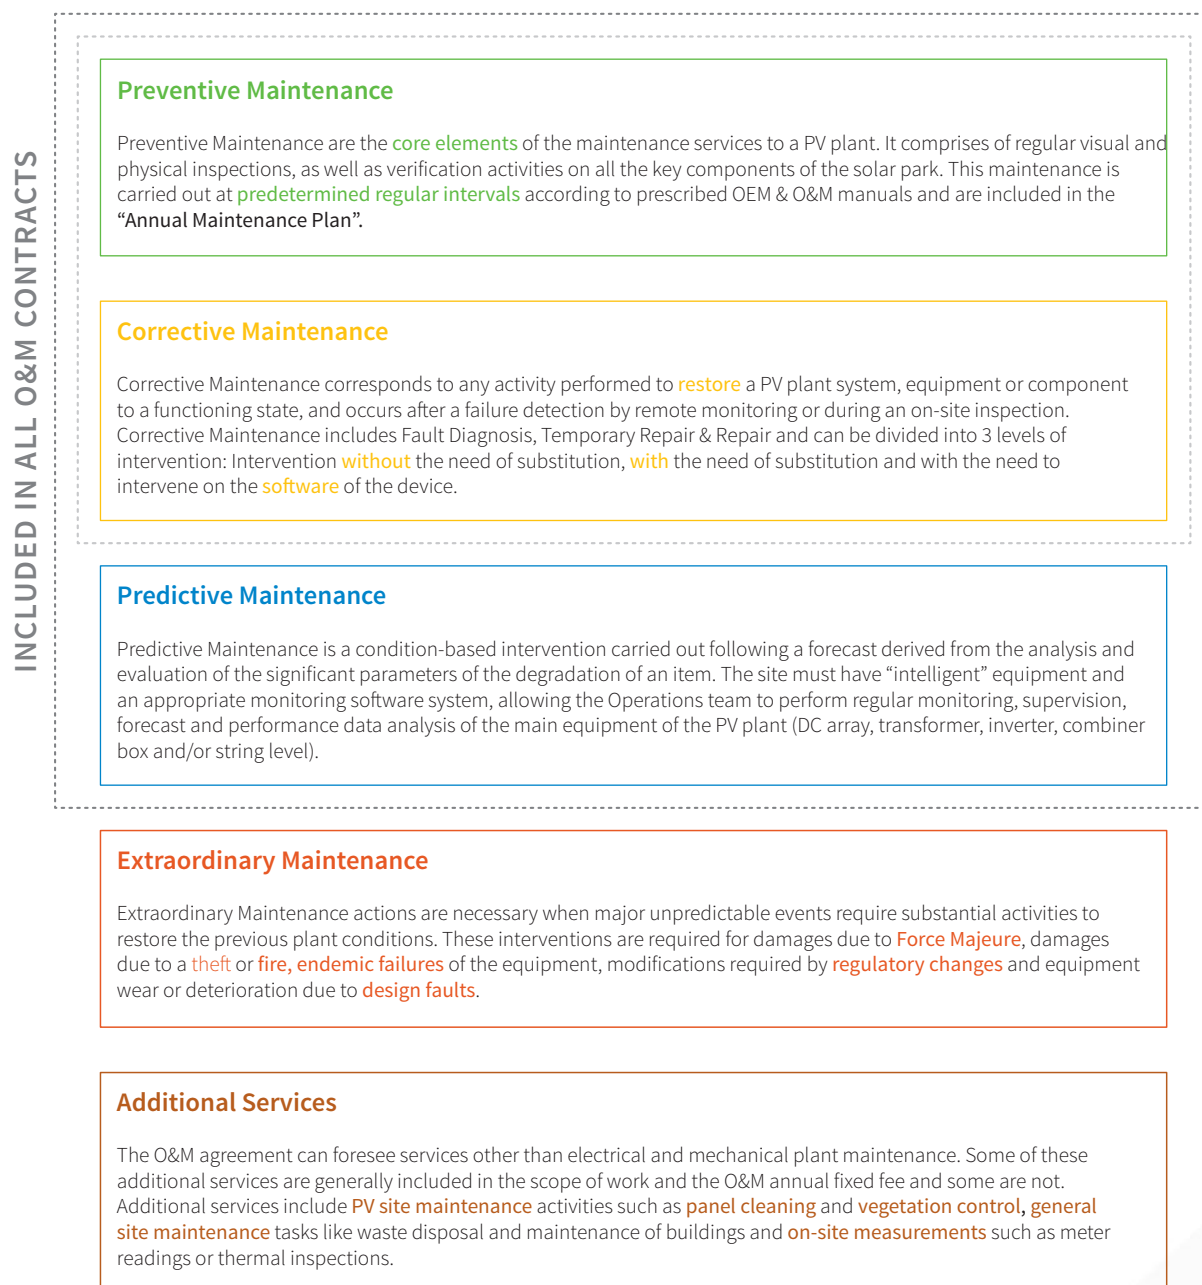 INCLUDED IN ALL O&M CONTRACTS
Preventive Maintenance
Preventive Maintenance are the core elements of the maintenance services to a PV plant. It comprises of regular visual and
physical inspections, as well as verification activities on all the key components of the solar park. This maintenance is
carried out at predetermined regular intervals according to prescribed OEM & O&M manuals and are included in the
“Annual Maintenance Plan”.
Corrective Maintenance
Corrective Maintenance corresponds to any activity performed to restore a PV plant system, equipment or component
to a functioning state, and occurs after a failure detection by remote monitoring or during an on-site inspection.
Corrective Maintenance includes Fault Diagnosis, Temporary Repair & Repair and can be divided into 3 levels of
intervention: Intervention without the need of substitution, with the need of substitution and with the need to
intervene on the software of the device.
Predictive Maintenance
Predictive Maintenance is a condition-based intervention carried out following a forecast derived from the analysis and
evaluation of the significant parameters of the degradation of an item. The site must have “intelligent” equipment and
an appropriate monitoring software system, allowing the Operations team to perform regular monitoring, supervision,
forecast and performance data analysis of the main equipment of the PV plant (DC array, transformer, inverter, combiner
box and/or string level).
Extraordinary Maintenance
Extraordinary Maintenance actions are necessary when major unpredictable events require substantial activities to
restore the previous plant conditions. These interventions are required for damages due to Force Majeure, damages
due to a theft or fire, endemic failures of the equipment, modifications required by regulatory changes and equipment
wear or deterioration due to design faults.
Additional Services
The O&M agreement can foresee services other than electrical and mechanical plant maintenance. Some of these
additional services are generally included in the scope of work and the O&M annual fixed fee and some are not.
Additional services include PV site maintenance activities such as panel cleaning and vegetation control, general
site maintenance tasks like waste disposal and maintenance of buildings and on-site measurements such as meter
readings or thermal inspections.